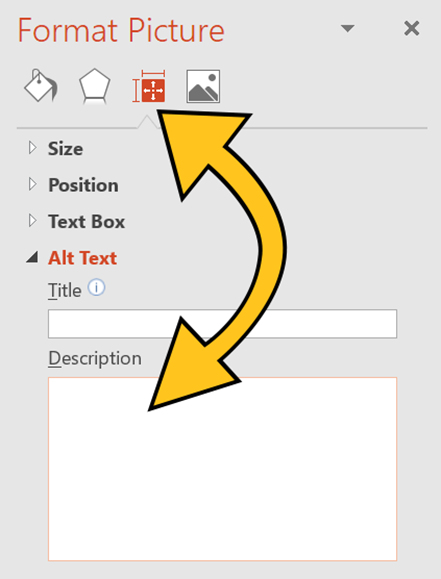 Format Picture
Size
Position
Text Box
Alt Text
Title
Description